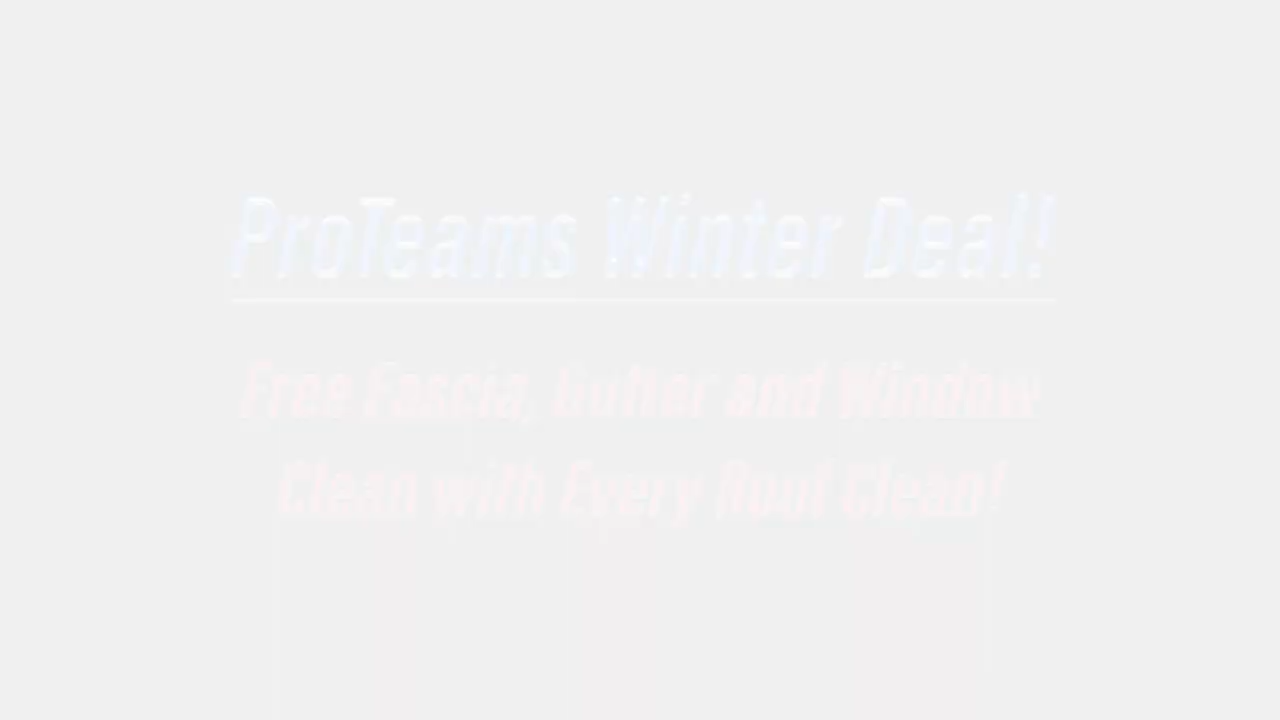 ProTeams Winter Deal!
Free Fascia, Gutter and Window
Clean with Every Roof Clean!